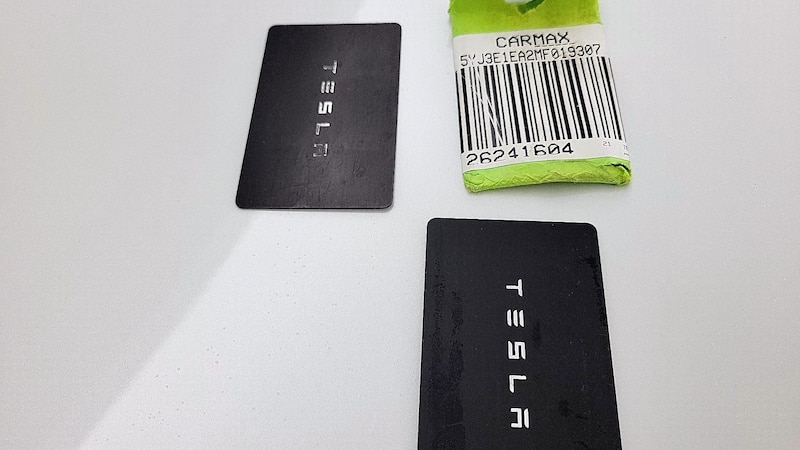 TESLA
CARMAX
5YJ3E1EA2MF019307
26241604
21
TESLA